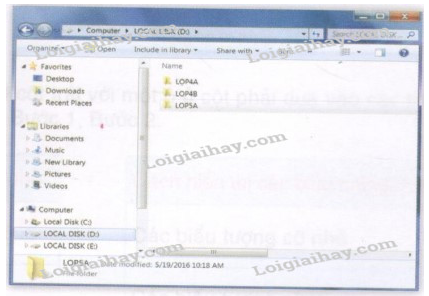 Computer ▸ LOCAL DISK (D:) ▸
Organize
Open
Include in library
Share with
Favorites
Desktop
Downloads
Recent Places
Libraries
Documents
Music
New Library
Pictures
Videos
Computer
Local Disk (C:)
LOCAL DISK (D:)
LOCAL DISK (E:)
Name
LOP4A
LOP4B
LOP5A
LOP5A
Date modified: 5/19/2016 10:18 AM
File folder
Loigiaihay.com
Loigiaihay.com
Loigiaihay.com
Loigiaihay.com